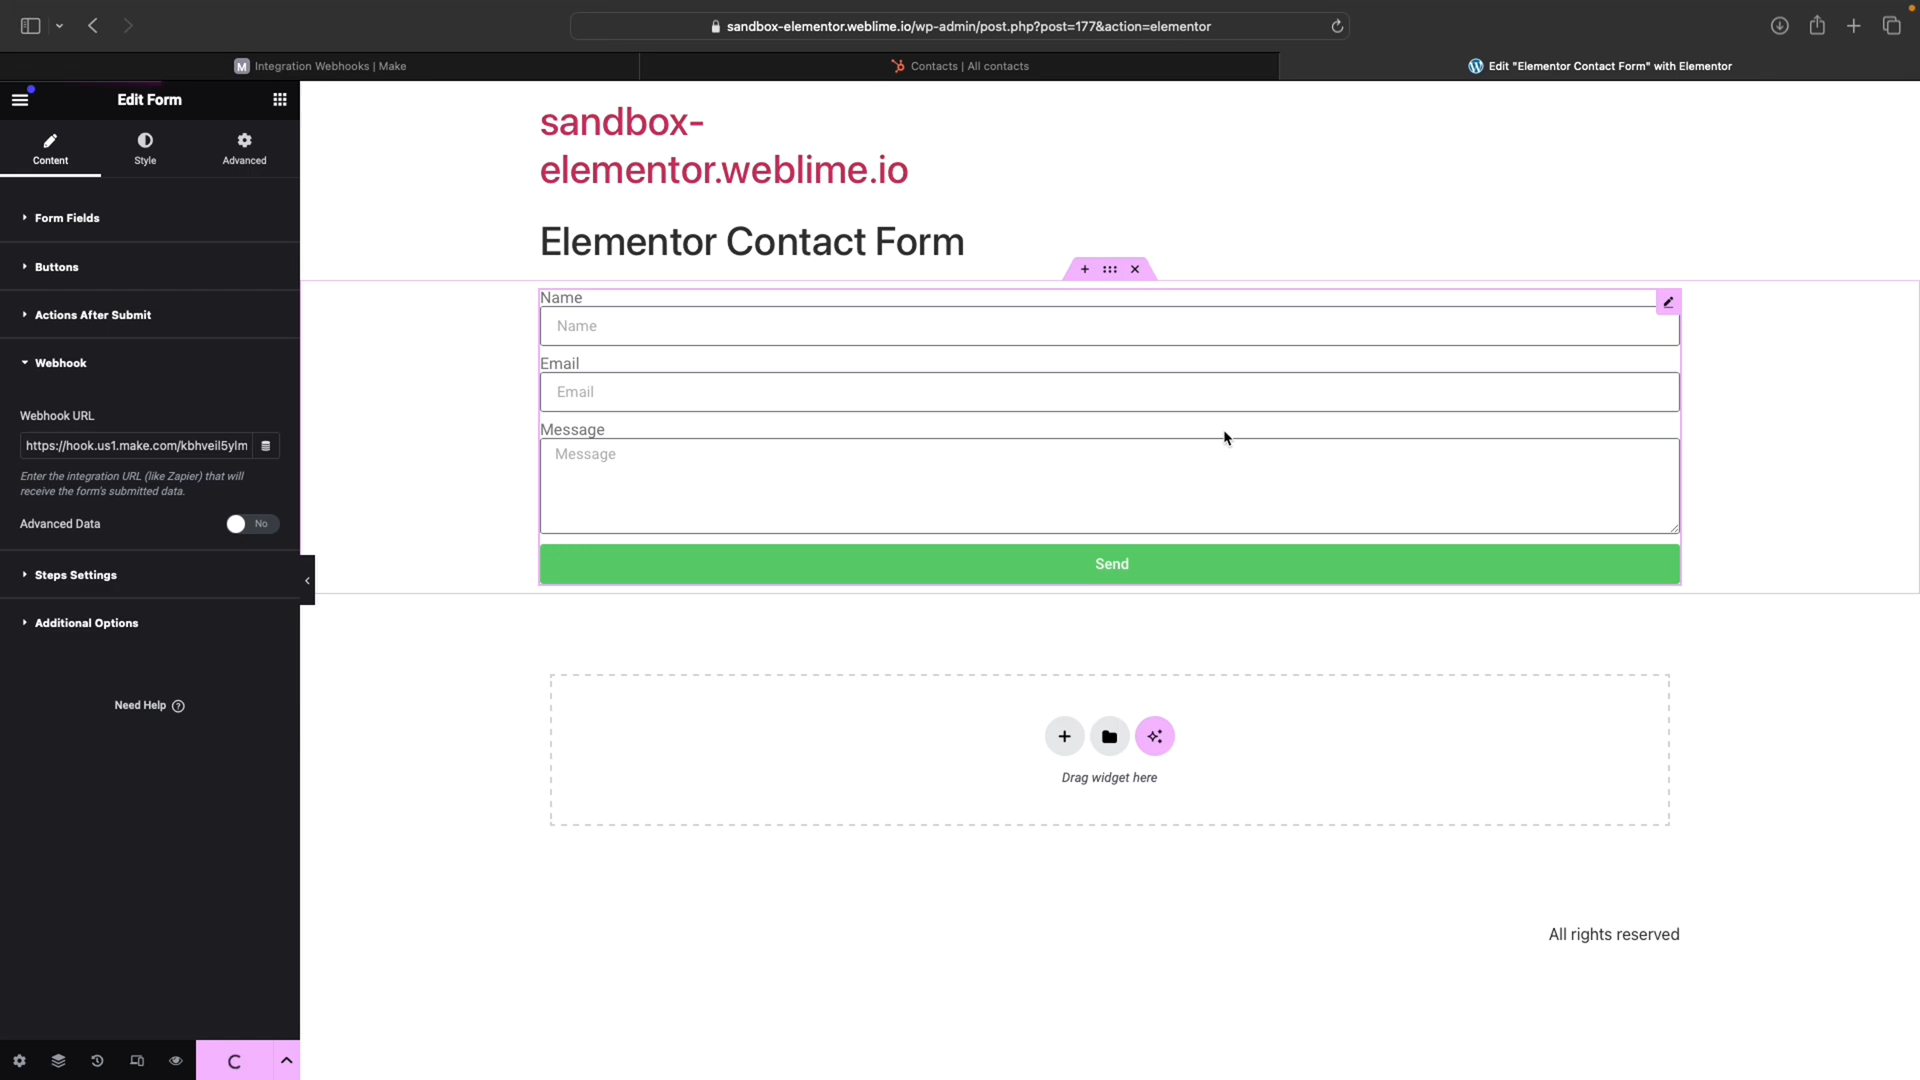 sandbox-elementor.weblime.io/wp-admin/post.php?post=177&action=elementor
Integration Webhooks | Make
Contacts | All contacts
Edit "Elementor Contact Form" with Elementor
Edit Form
Content
Style
Advanced
Form Fields
Buttons
Actions After Submit
Webhook
Webhook URL
https://hook.us1.make.com/kbhveil5ylm
Enter the integration URL (like Zapier) that will
receive the form's submitted data.
Advanced Data
No
Steps Settings
Additional Options
Need Help
sandbox-
elementor.weblime.io
Elementor Contact Form
Name
Name
Email
Email
Message
Message
Send
Drag widget here
All rights reserved